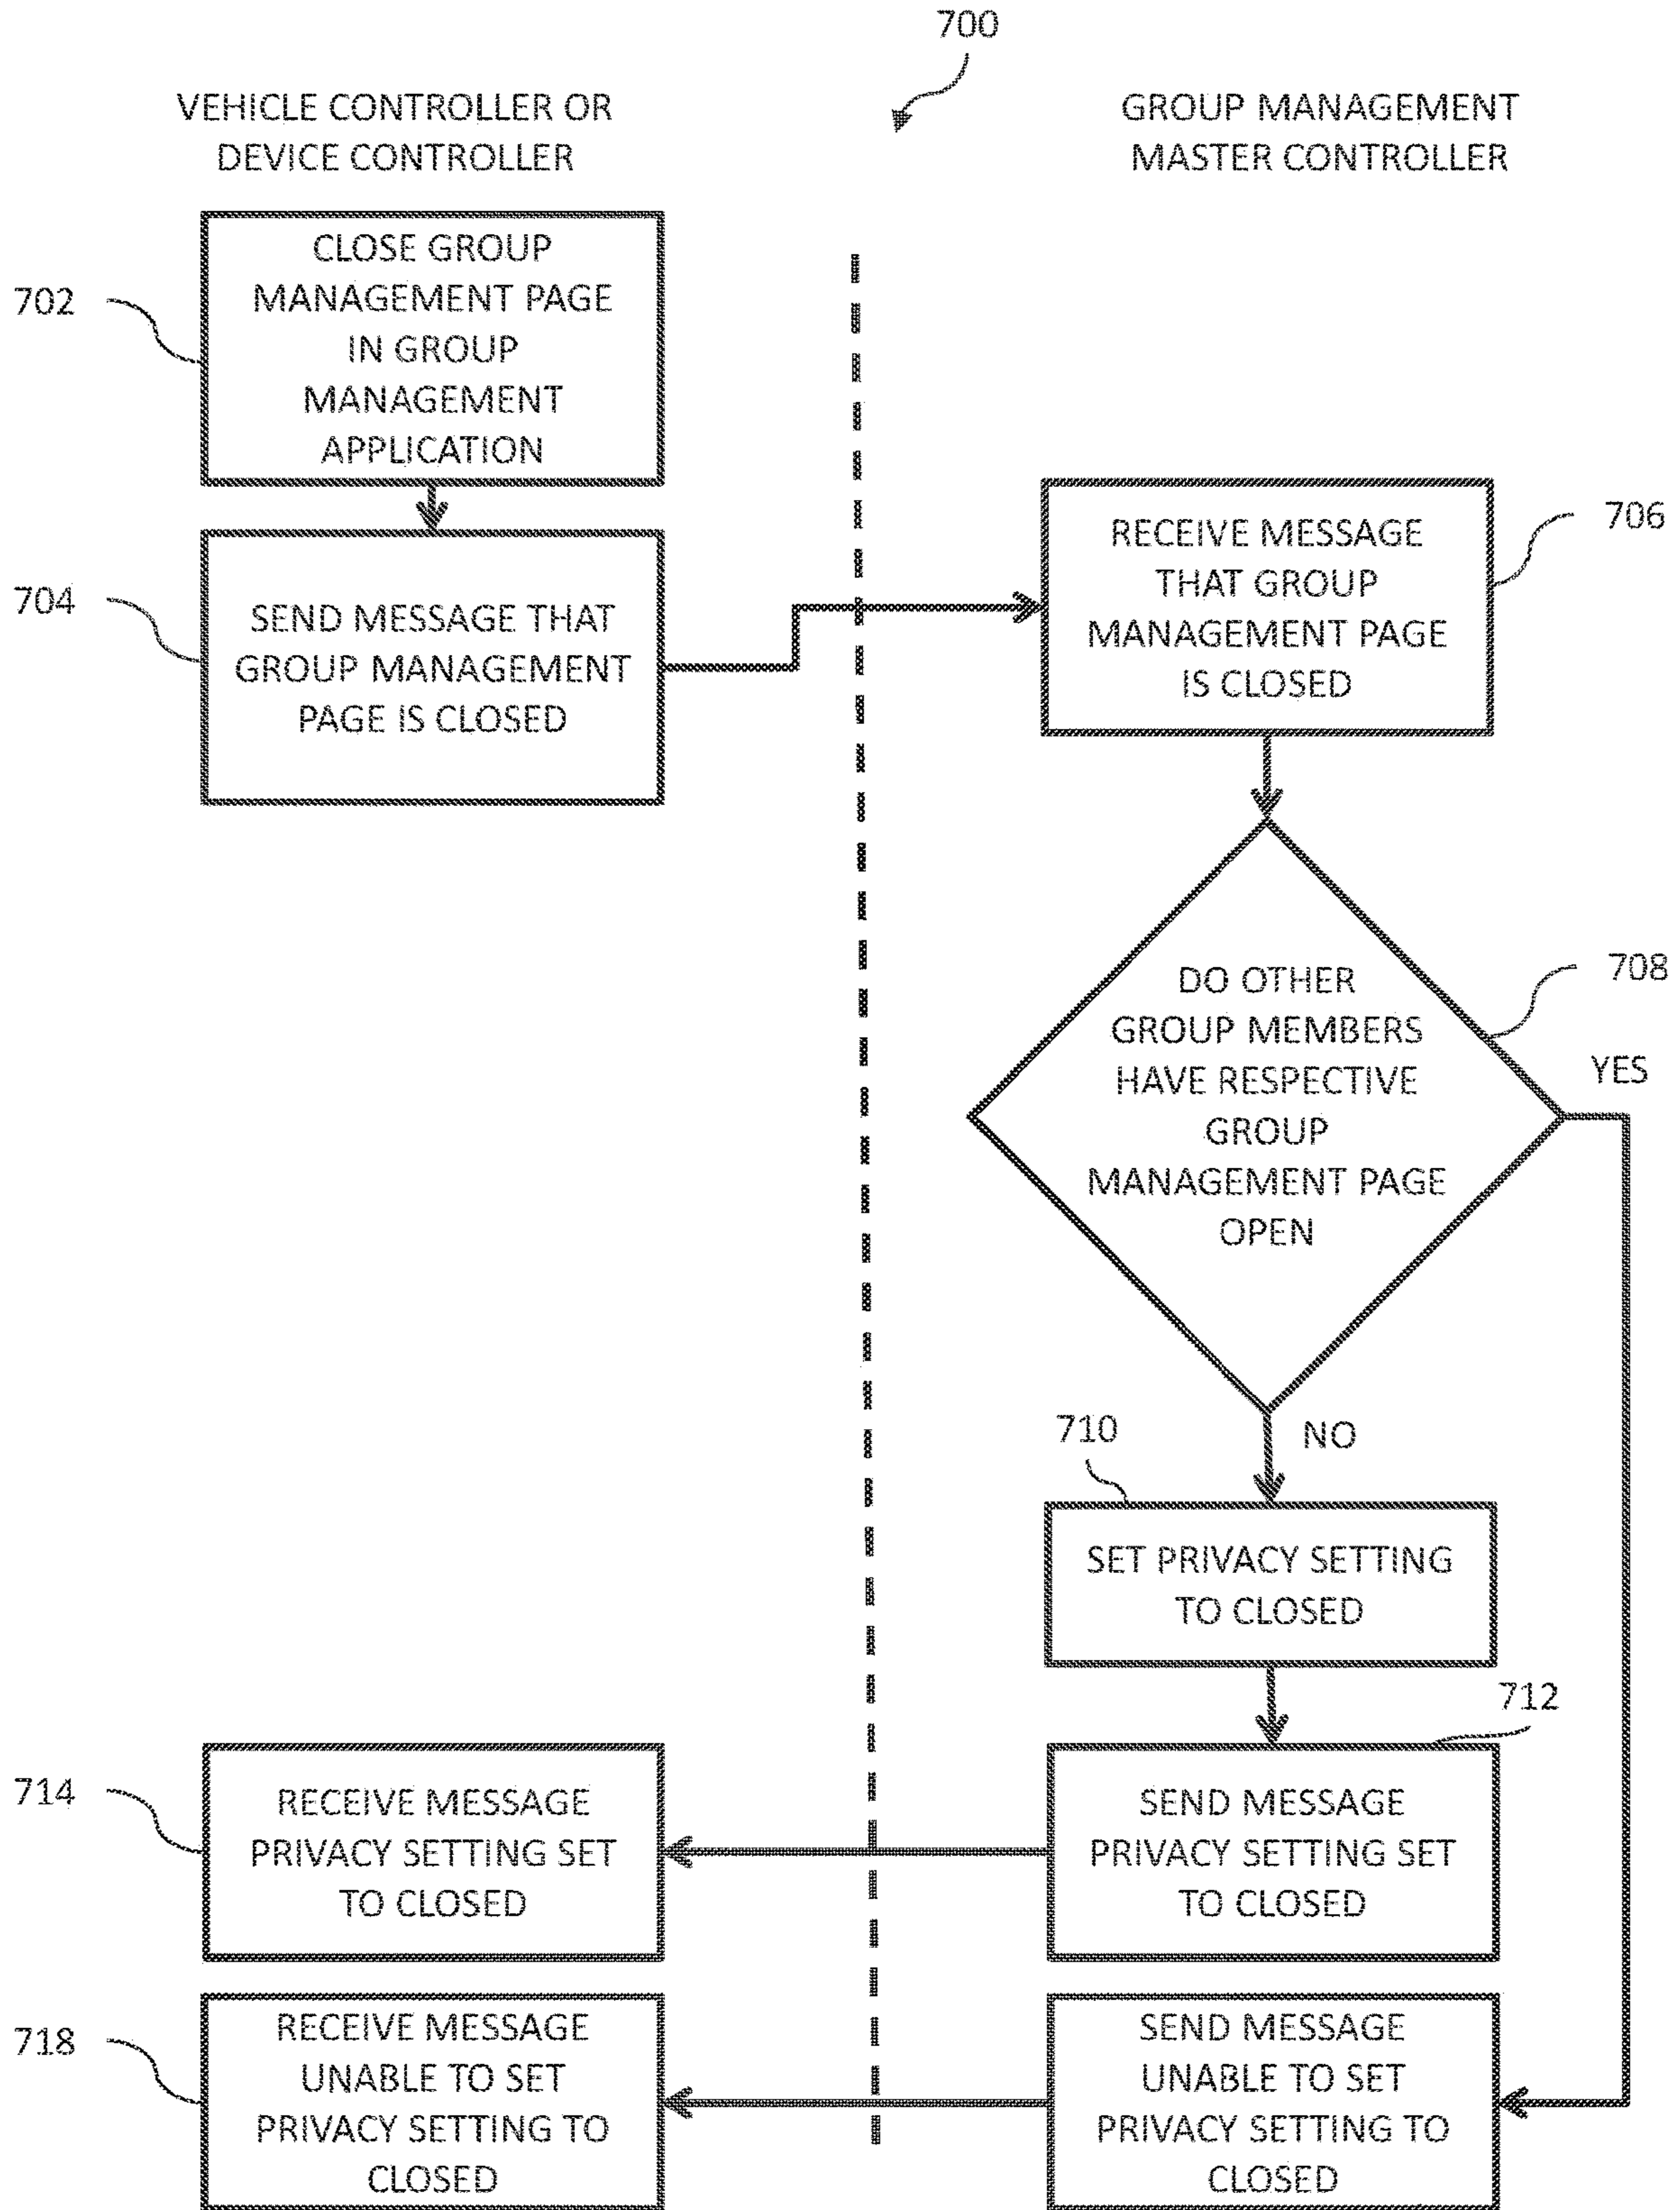 700
VEHICLE CONTROLLER OR
DEVICE CONTROLLER
GROUP MANAGEMENT
MASTER CONTROLLER
702
CLOSE GROUP
MANAGEMENT PAGE
IN GROUP
MANAGEMENT
APPLICATION
704
SEND MESSAGE THAT
GROUP MANAGEMENT
PAGE IS CLOSED
706
RECEIVE MESSAGE
THAT GROUP
MANAGEMENT PAGE
IS CLOSED
708
DO OTHER
GROUP MEMBERS
HAVE RESPECTIVE
GROUP
MANAGEMENT PAGE
OPEN
YES
NO
710
SET PRIVACY SETTING
TO CLOSED
712
SEND MESSAGE
PRIVACY SETTING SET
TO CLOSED
714
RECEIVE MESSAGE
PRIVACY SETTING SET
TO CLOSED
SEND MESSAGE
UNABLE TO SET
PRIVACY SETTING TO
CLOSED
718
RECEIVE MESSAGE
UNABLE TO SET
PRIVACY SETTING TO
CLOSED